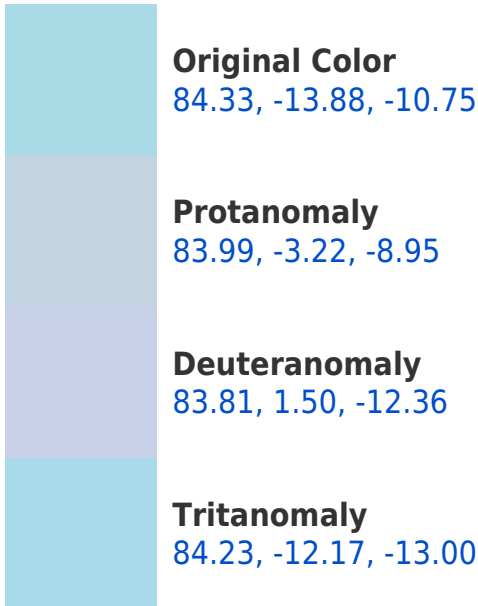 Original Color
84.33, -13.88, -10.75
Protanomaly
83.99, -3.22, -8.95
Deuteranomaly
83.81, 1.50, -12.36
Tritanomaly
84.23, -12.17, -13.00